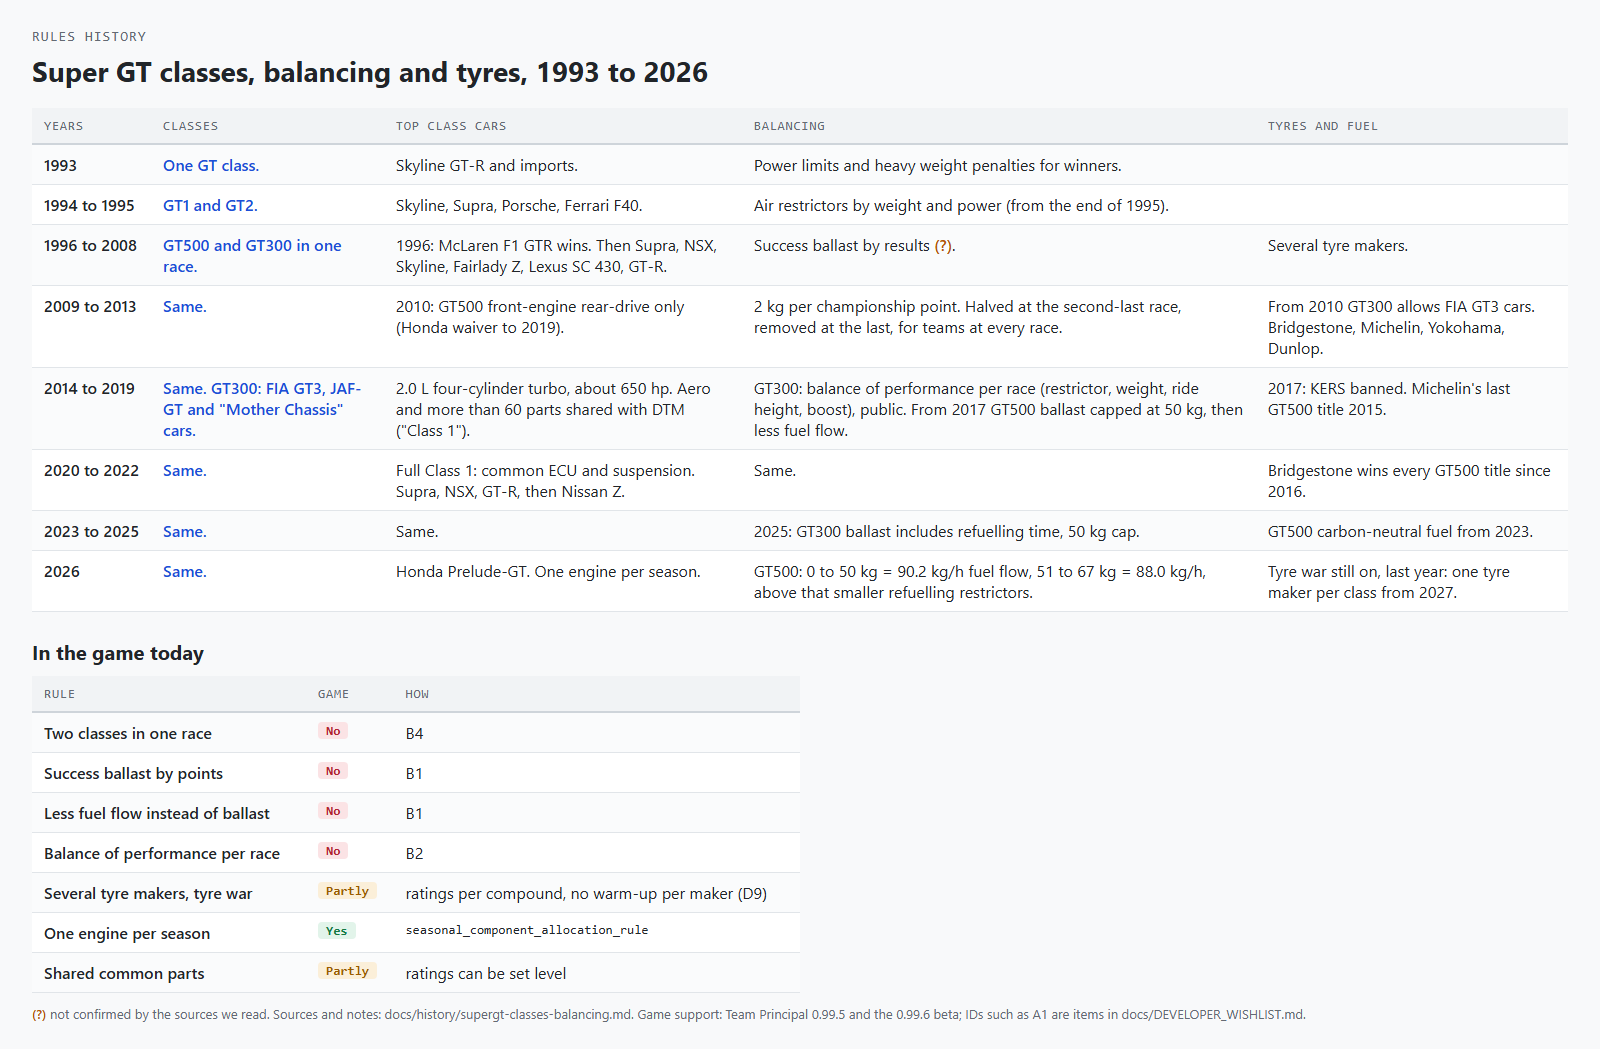 RULES HISTORY
Super GT classes, balancing and tyres, 1993 to 2026
YEARS CLASSES TOP CLASS CARS BALANCING TYRES AND FUEL
1993 One GT class. Skyline GT-R and imports. Power limits and heavy weight penalties for winners.
1994 to 1995 GT1 and GT2. Skyline, Supra, Porsche, Ferrari F40. Air restrictors by weight and power (from the end of 1995).
1996 to 2008 GT500 and GT300 in one 1996: McLaren F1 GTR wins. Then Supra, NSX, Success ballast by results (?). Several tyre makers.
race. Skyline, Fairlady Z, Lexus SC 430, GT-R.
2009 to 2013 Same. 2010: GT500 front-engine rear-drive only 2 kg per championship point. Halved at the second-last race, From 2010 GT300 allows FIA GT3 cars.
(Honda waiver to 2019). removed at the last, for teams at every race. Bridgestone, Michelin, Yokohama,
Dunlop.
2014 to 2019 Same. GT300: FIA GT3, JAF- 2.0 L four-cylinder turbo, about 650 hp. Aero GT300: balance of performance per race (restrictor, weight, ride 2017: KERS banned. Michelin's last
GT and "Mother Chassis" and more than 60 parts shared with DTM height, boost), public. From 2017 GT500 ballast capped at 50 kg, then GT500 title 2015.
cars. ("Class 1"). less fuel flow.
2020 to 2022 Same. Full Class 1: common ECU and suspension. Same. Bridgestone wins every GT500 title since
Supra, NSX, GT-R, then Nissan Z. 2016.
2023 to 2025 Same. Same. 2025: GT300 ballast includes refuelling time, 50 kg cap. GT500 carbon-neutral fuel from 2023.
2026 Same. Honda Prelude-GT. One engine per season. GT500: 0 to 50 kg = 90.2 kg/h fuel flow, 51 to 67 kg = 88.0 kg/h, Tyre war still on, last year: one tyre
above that smaller refuelling restrictors. maker per class from 2027.
In the game today
RULE GAME HOW
Two classes in one race No B4
Success ballast by points No B1
Less fuel flow instead of ballast No B1
Balance of performance per race No B2
Several tyre makers, tyre war Partly ratings per compound, no warm-up per maker (D9)
One engine per season Yes seasonal_component_allocation_rule
Shared common parts Partly ratings can be set level
(?) not confirmed by the sources we read. Sources and notes: docs/history/supergt-classes-balancing.md. Game support: Team Principal 0.99.5 and the 0.99.6 beta; IDs such as A1 are items in docs/DEVELOPER_WISHLIST.md.